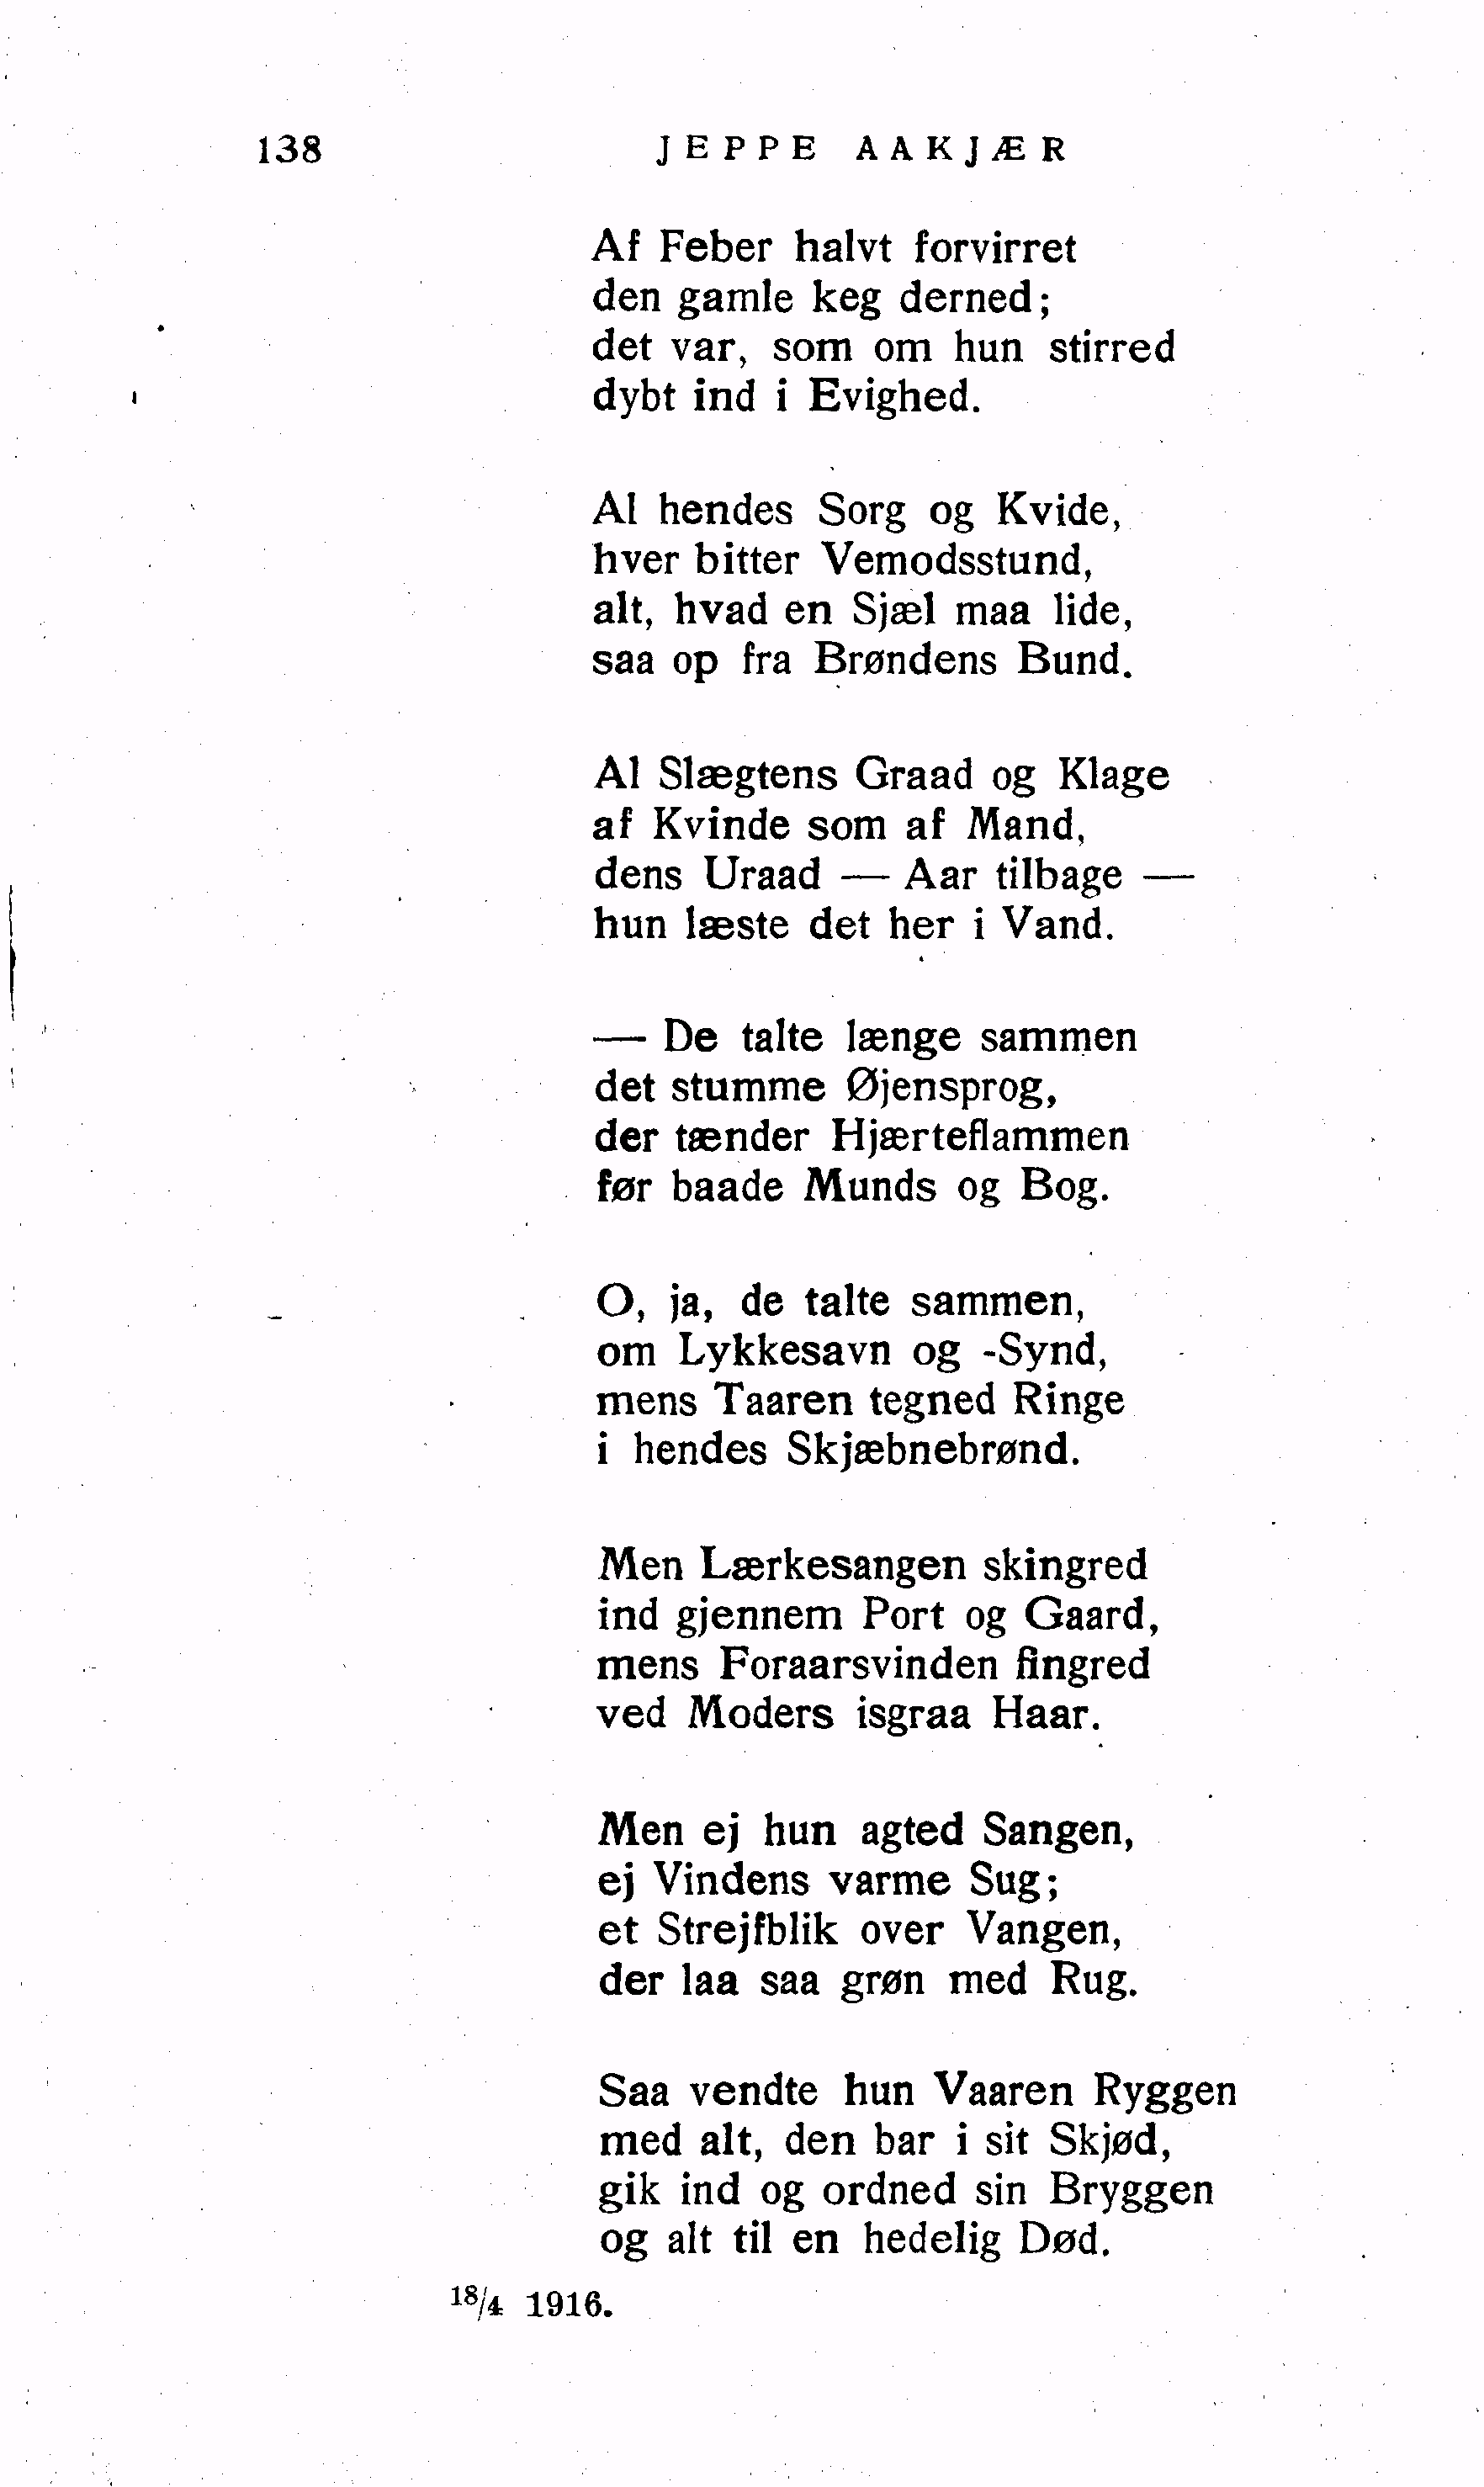 138 JEPPE AAKJÆR
Af Feber halvt forvirret
den gamle keg derned;
det var, som om hun stirred
dybt ind i Evighed.
Al hendes Sorg og Kvide,
hver bitter Vemodsstund,
alt, hvad en Sjæl maa lide,
saa op fra Brøndens Bund.
Al Slægtens Graad og Klage
af Kvinde som af Mand,
dens Uraad — Aar tilbage —
hun læste det her i Vand.
— De talte længe sammen
det stumme Øjensprog,
der tænder Hjærteflammen
før baade Munds og Bog.
O, ja, de talte sammen,
om Lykkesavn og -Synd,
mens Taaren tegned Ringe
i hendes Skjæbnebrønd.
Men Lærkesangen skingred
ind gjennem Port og Gaard,
mens Foraarsvinden fingred
ved Moders isgraa Haar.
Men ej hun agted Sangen,
ej Vindens varme Sug;
et Strejfblik over Vangen,
der laa saa grøn med Rug.
Saa vendte hun Vaaren Ryggen
med alt, den bar i sit Skjød,
gik ind og ordned sin Bryggen
og alt til en hedelig Død.
18/4 1916.